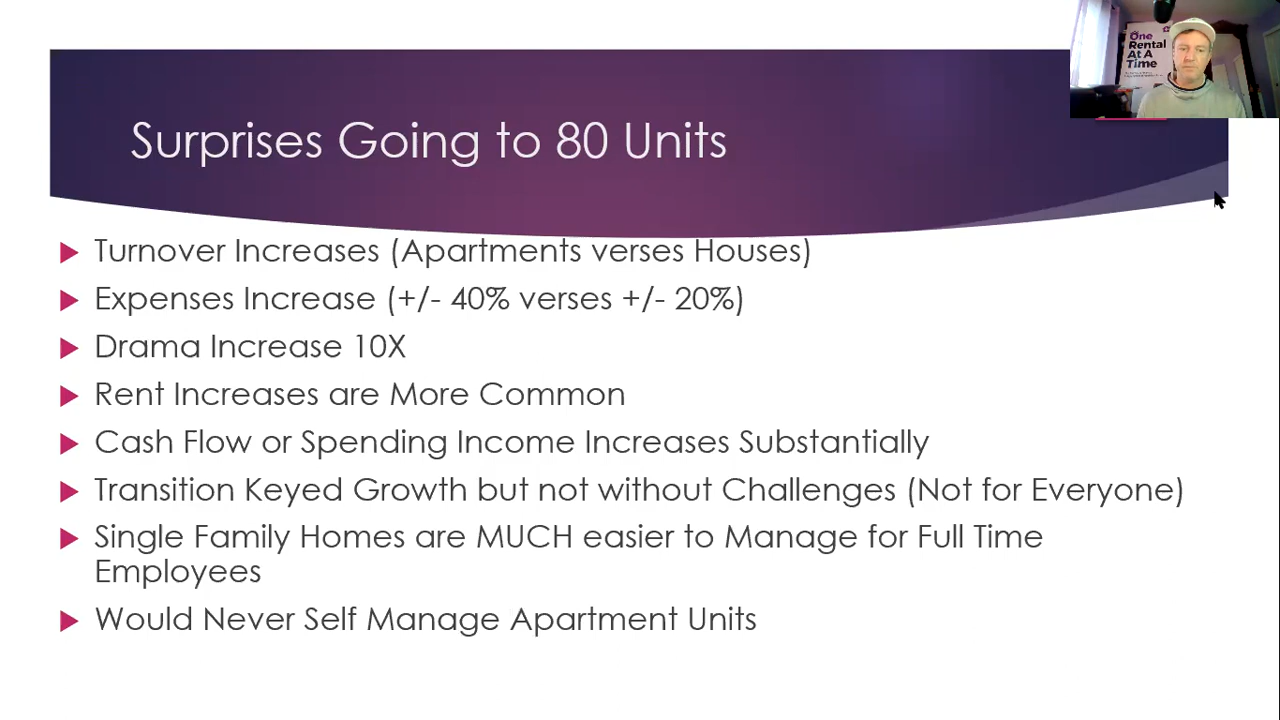 Surprises Going to 80 Units
One
Rental
At A
Time
Turnover Increases (Apartments verses Houses)
Expenses Increase (+/- 40% verses +/- 20%)
Drama Increase 10X
Rent Increases are More Common
Cash Flow or Spending Income Increases Substantially
Transition Keyed Growth but not without Challenges (Not for Everyone)
Single Family Homes are MUCH easier to Manage for Full Time
Employees
Would Never Self Manage Apartment Units